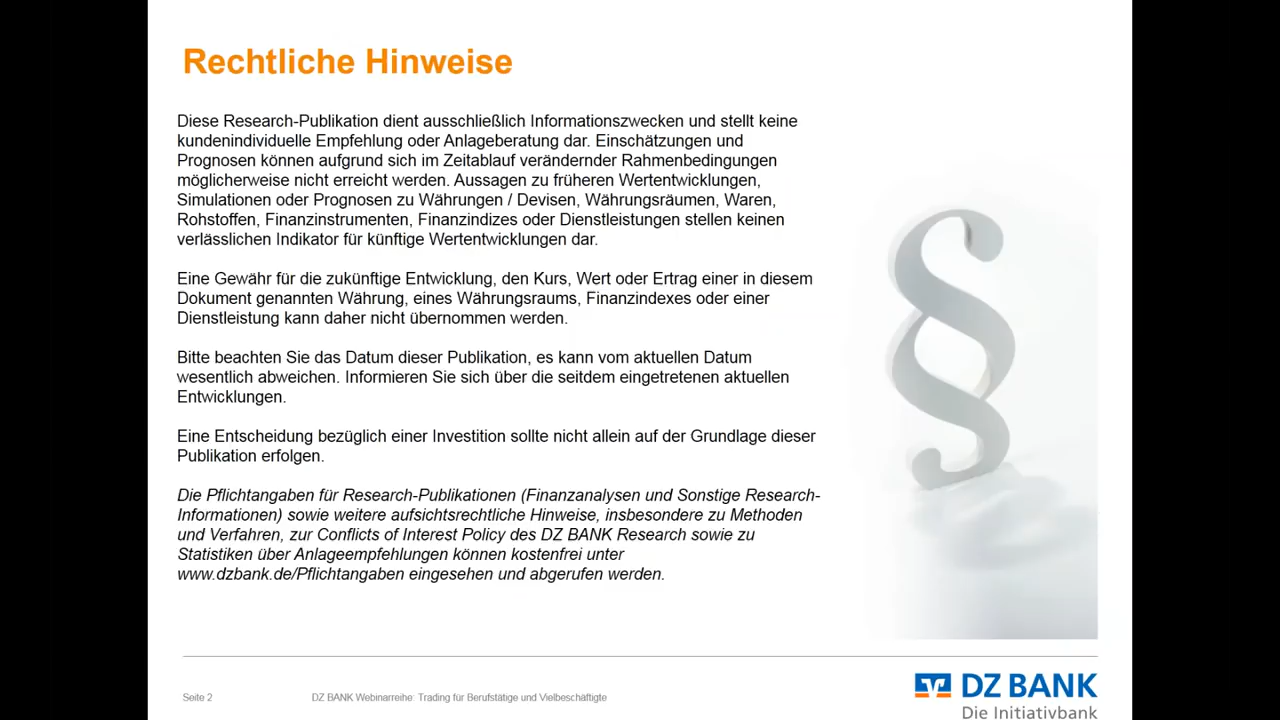 Rechtliche Hinweise
Diese Research-Publikation dient ausschließlich Informationszwecken und stellt keine
kundenindividuelle Empfehlung oder Anlageberatung dar. Einschätzungen und
Prognosen können aufgrund sich im Zeitablauf verändernder Rahmenbedingungen
möglicherweise nicht erreicht werden. Aussagen zu früheren Wertentwicklungen,
Simulationen oder Prognosen zu Währungen / Devisen, Währungsräumen, Waren,
Rohstoffen, Finanzinstrumenten, Finanzindizes oder Dienstleistungen stellen keinen
verlässlichen Indikator für künftige Wertentwicklungen dar.
Eine Gewähr für die zukünftige Entwicklung, den Kurs, Wert oder Ertrag einer in diesem
Dokument genannten Währung, eines Währungsraums, Finanzindexes oder einer
Dienstleistung kann daher nicht übernommen werden.
Bitte beachten Sie das Datum dieser Publikation, es kann vom aktuellen Datum
wesentlich abweichen. Informieren Sie sich über die seitdem eingetretenen aktuellen
Entwicklungen.
Eine Entscheidung bezüglich einer Investition sollte nicht allein auf der Grundlage dieser
Publikation erfolgen.
Die Pflichtangaben für Research-Publikationen (Finanzanalysen und Sonstige Research-
Informationen) sowie weitere aufsichtsrechtliche Hinweise, insbesondere zu Methoden
und Verfahren, zur Conflicts of Interest Policy des DZ BANK Research sowie zu
Statistiken über Anlageempfehlungen können kostenfrei unter
www.dzbank.de/Pflichtangaben eingesehen und abgerufen werden.
§
Seite 2
DZ BANK Webinarreihe: Trading für Berufstätige und Vielbeschäftigte
DZ BANK
Die Initiativbank